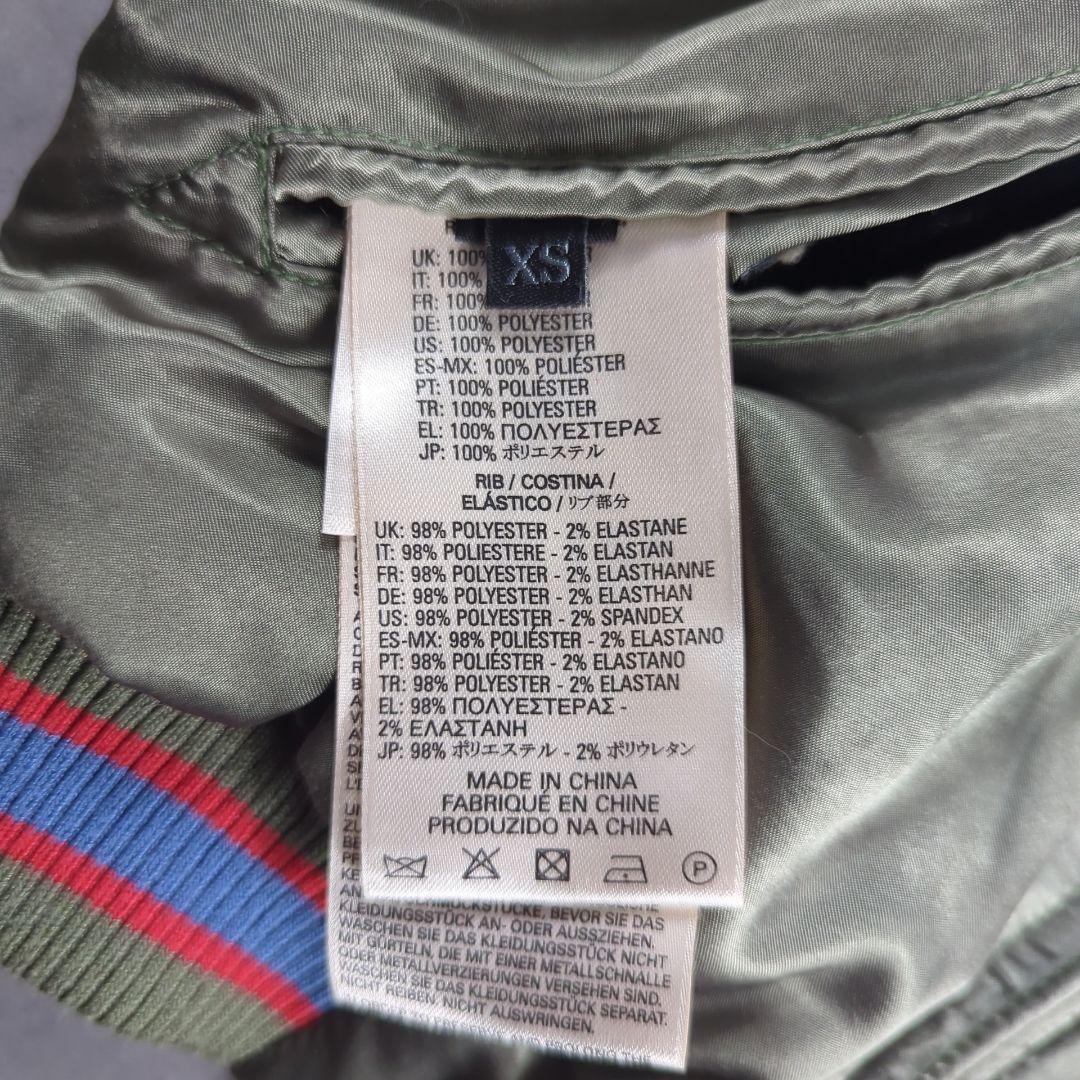 XS
UK: 100%
IT: 100%
FR: 100%
DE: 100% POLYESTER
US: 100% POLYESTER
ES-MX: 100% POLIÉSTER
PT: 100% POLIÉSTER
TR: 100% POLYESTER
EL: 100% ΠΟΛΥΕΣΤΕΡΑΣ
JP: 100% ポリエステル
RIB / COSTINA /
ELÁSTICO / リブ部分
UK: 98% POLYESTER - 2% ELASTANE
IT: 98% POLIESTERE - 2% ELASTAN
FR: 98% POLYESTER - 2% ELASTHANNE
DE: 98% POLYESTER - 2% ELASTHAN
US: 98% POLYESTER - 2% SPANDEX
ES-MX: 98% POLIÉSTER - 2% ELASTANO
PT: 98% POLIÉSTER - 2% ELASTANO
TR: 98% POLYESTER - 2% ELASTAN
EL: 98% ΠΟΛΥΕΣΤΕΡΑΣ -
2% ΕΛΑΣΤΑΝΗ
JP: 98% ポリエステル - 2% ポリウレタン
MADE IN CHINA
FABRIQUÉ EN CHINE
PRODUZIDO NA CHINA
P
BEVOR SIE DAS
KLEIDUNGSSTÜCK AN- ODER AUSZIEHEN.
WASCHEN SIE DAS KLEIDUNGSSTÜCK NICHT
MIT GÜRTELN, DIE MIT EINER METALLSCHNALLE
ODER METALLVERZIERUNGEN VERSEHEN SIND.
WASCHEN SIE DAS KLEIDUNGSSTÜCK SEPARAT.
NICHT REIBEN. NICHT AUSWRINGEN.